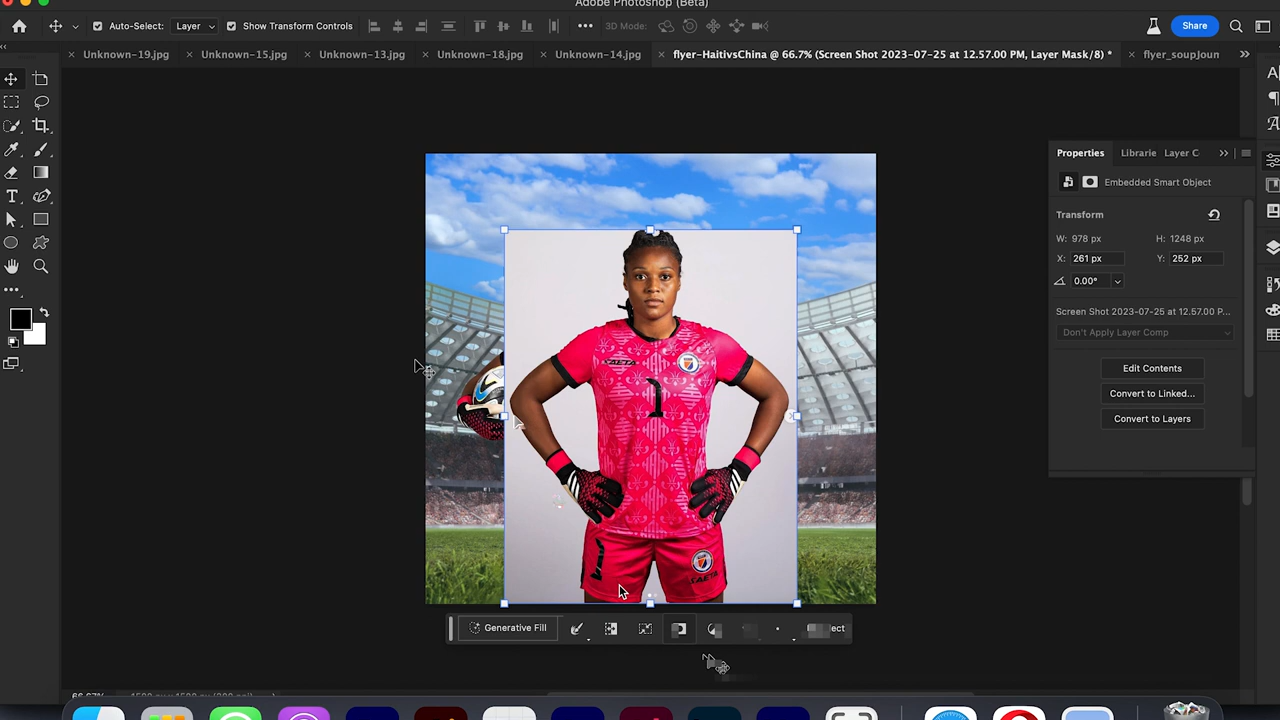 Adobe Photoshop (Beta)
Auto-Select: Layer Show Transform Controls 3D Mode: Share
Unknown-19.jpg Unknown-15.jpg Unknown-13.jpg Unknown-18.jpg Unknown-14.jpg flyer-HaitivsChina @ 66.7% (Screen Shot 2023-07-25 at 12.57.00 PM, Layer Mask/8) * flyer_soupJoun
Properties Librarie Layer C
Embedded Smart Object
Transform
W: 978 px H: 1248 px
X: 261 px Y: 252 px
0.00°
Screen Shot 2023-07-25 at 12.57.00 P...
Don't Apply Layer Comp
Edit Contents
Convert to Linked...
Convert to Layers
SAETA
1
SAETA
Generative Fill
ect